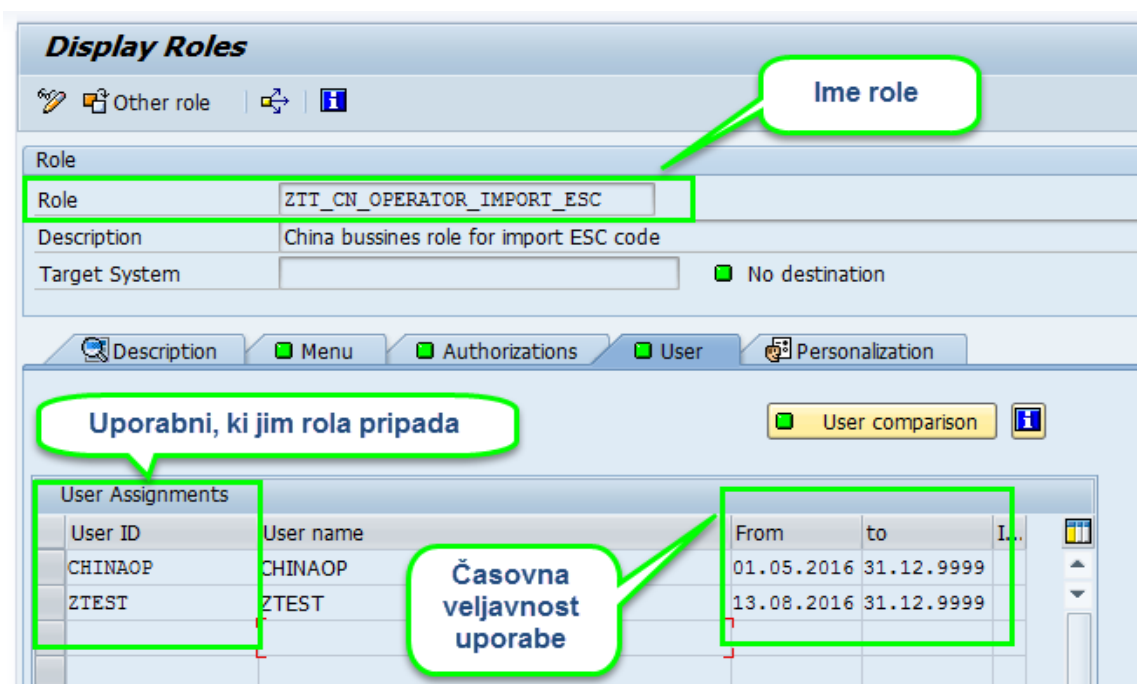 Display Roles
Other role
Ime role
Role
Role ZTT_CN_OPERATOR_IMPORT_ESC
Description China bussines role for import ESC code
Target System No destination
Description Menu Authorizations User Personalization
Uporabni, ki jim rola pripada
User comparison
User Assignments
User ID User name From to I...
CHINAOP CHINAOP 01.05.2016 31.12.9999
ZTEST ZTEST 13.08.2016 31.12.9999
Časovna
veljavnost
uporabe